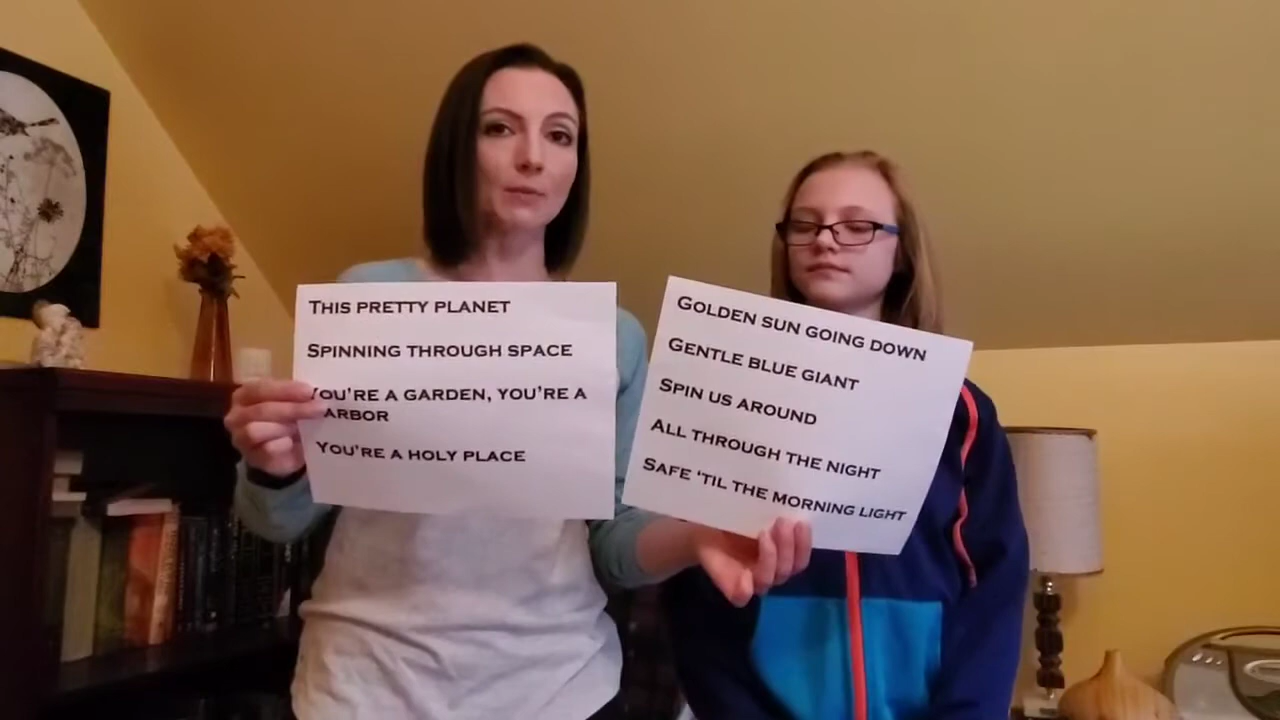 THIS PRETTY PLANET
SPINNING THROUGH SPACE
YOU'RE A GARDEN, YOU'RE A
ARBOR
YOU'RE A HOLY PLACE
GOLDEN SUN GOING DOWN
GENTLE BLUE GIANT
SPIN US AROUND
ALL THROUGH THE NIGHT
SAFE 'TIL THE MORNING LIGHT